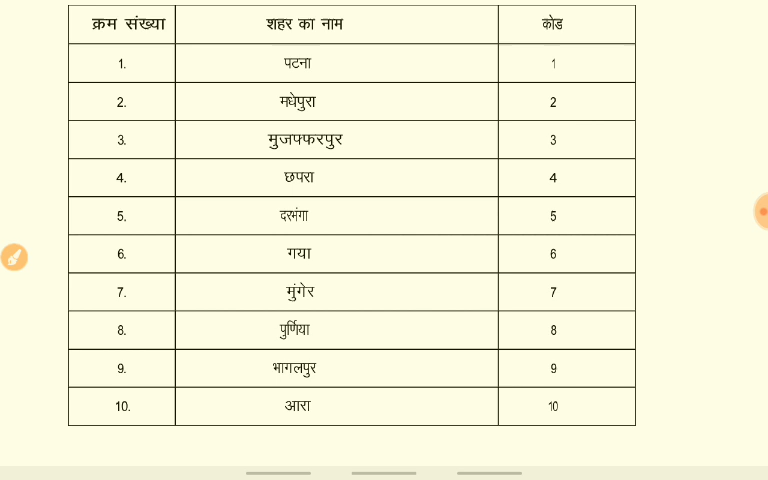 क्रम संख्या शहर का नाम कोड
1. पटना 1
2. मधेपुरा 2
3. मुजफ्फरपुर 3
4. छपरा 4
5. दरभंगा 5
6. गया 6
7. मुंगेर 7
8. पुर्णिया 8
9. भागलपुर 9
10. आरा 10